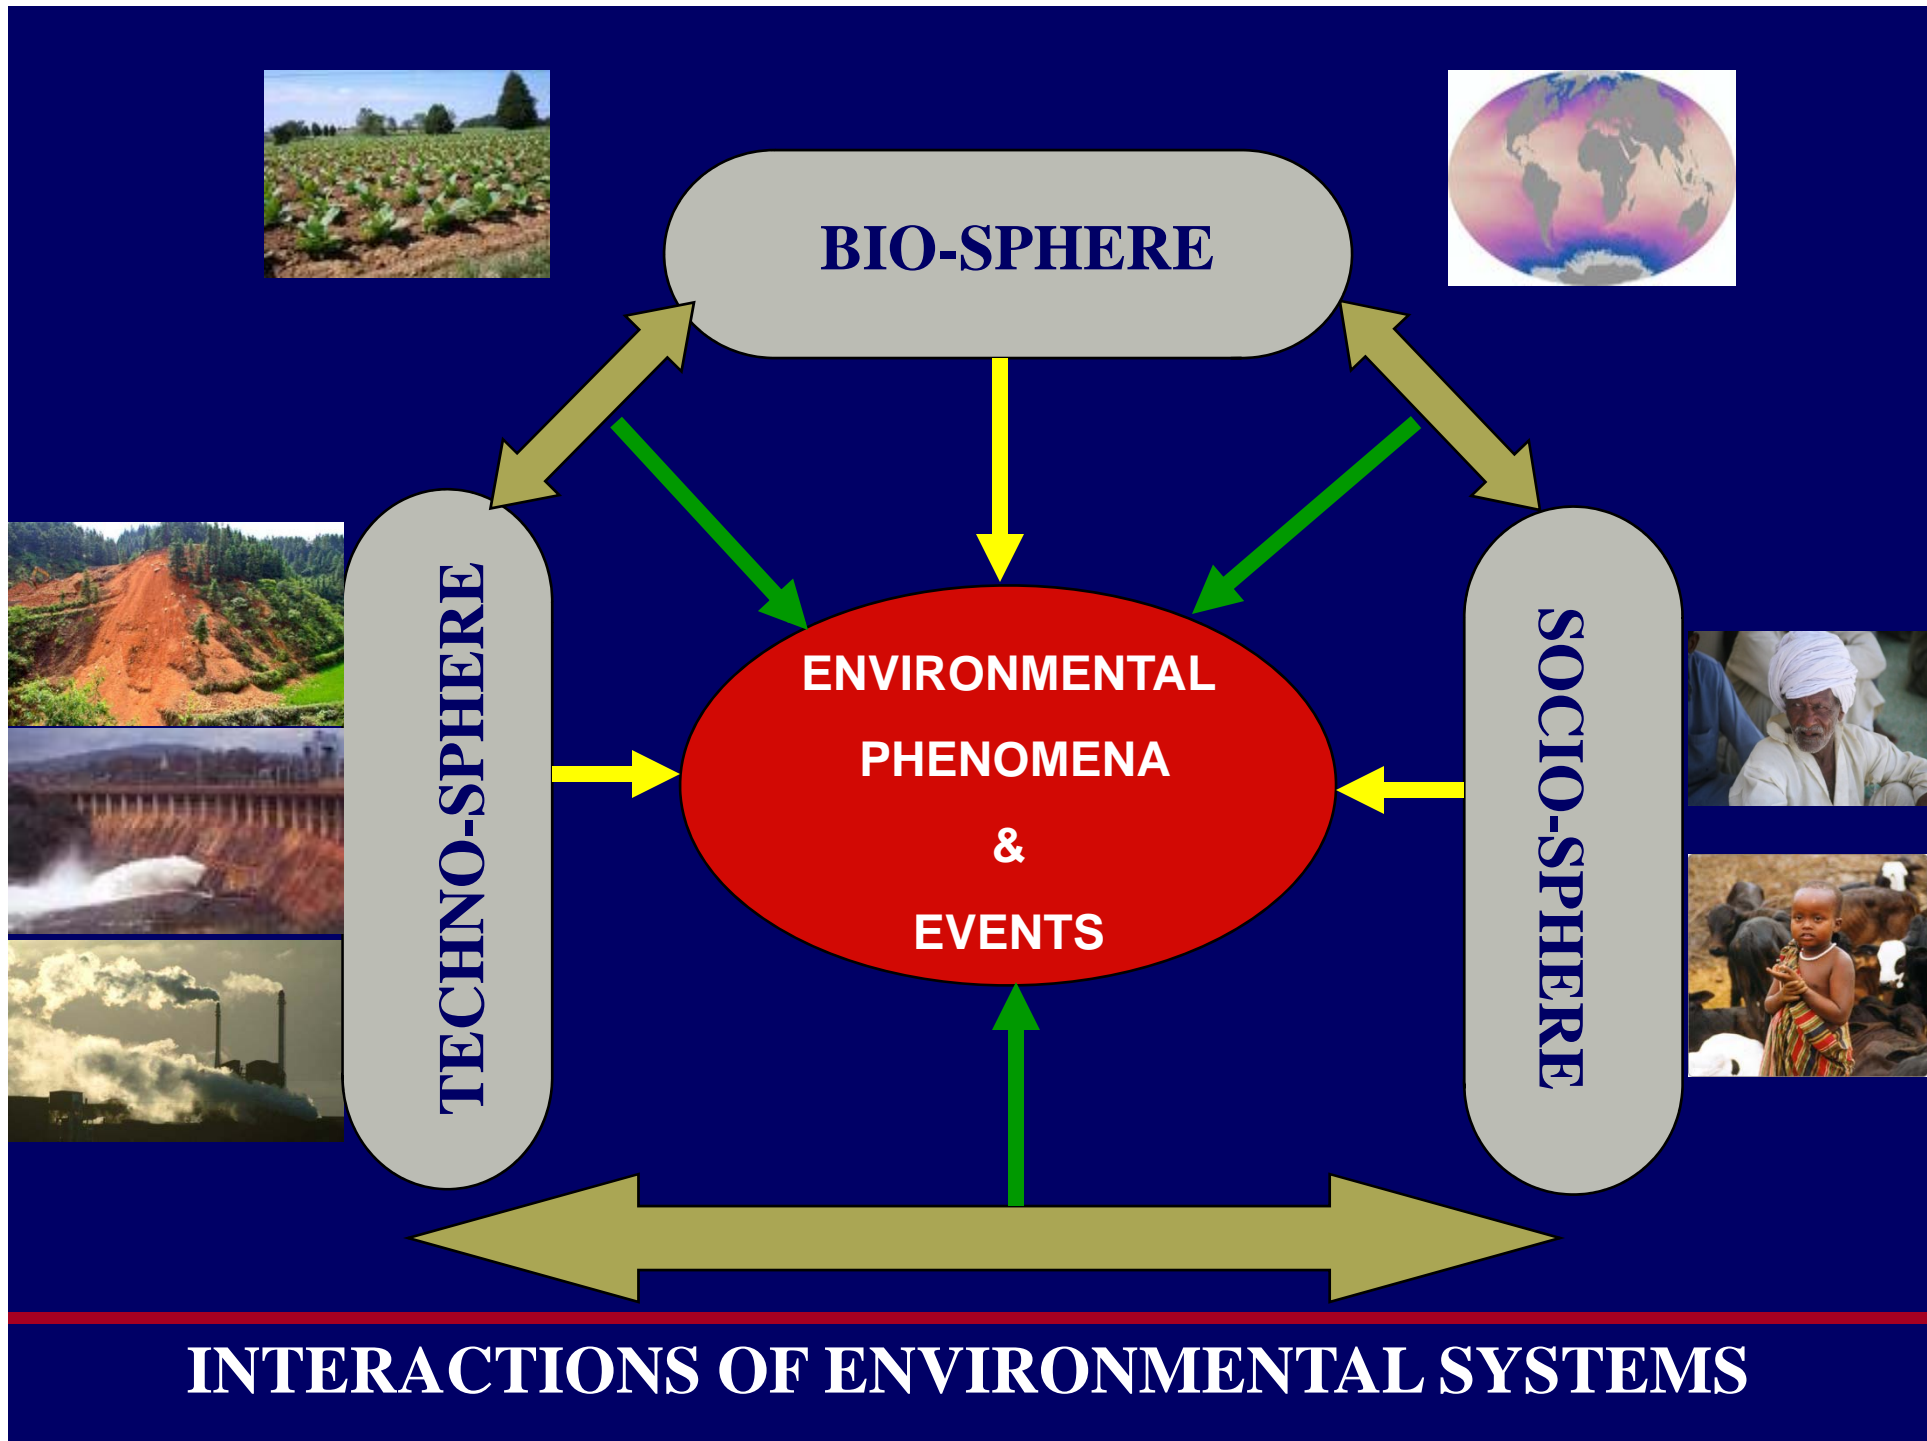 BIO-SPHERE
TECHNO-SPHERE
ENVIRONMENTAL
PHENOMENA
&
EVENTS
SOCIO-SPHERE
INTERACTIONS OF ENVIRONMENTAL SYSTEMS